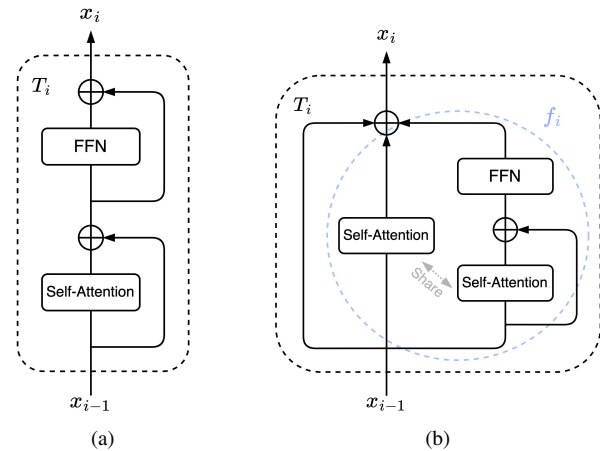 x_i
T_i
FFN
Self-Attention
x_{i-1}
(a)
x_i
T_i
f_i
FFN
Self-Attention
Share
Self-Attention
x_{i-1}
(b)